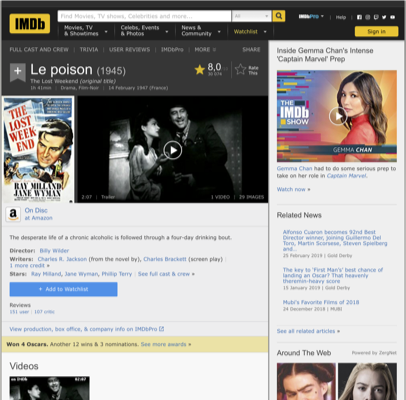 IMDb
Find Movies, TV shows, Celebrities and more...
All
IMDbPro
Help
Movies, TV
& Showtimes
Celebs, Events
& Photos
News &
Community
Watchlist
Sign in
FULL CAST AND CREW | TRIVIA | USER REVIEWS | IMDbPro | MORE
SHARE
Le poison (1945)
The Lost Weekend (original title)
1h 41min | Drama, Film-Noir | 14 February 1947 (France)
8,0
Rate
This
THE
LOST
WEEK
END
RAY MILLAND
JANE WYMAN
2:07 | Trailer
1 VIDEO | 39 IMAGES
On Disc
at Amazon
The desperate life of a chronic alcoholic is followed through a four-day drinking bout.
Director: Billy Wilder
Writers: Charles R. Jackson (from the novel by), Charles Brackett (screen play) |
1 more credit »
Stars: Ray Milland, Jane Wyman, Phillip Terry | See full cast & crew »
+ Add to Watchlist
Reviews
151 user | 107 critic
View production, box office, & company info on IMDbPro
Won 4 Oscars. Another 12 wins & 3 nominations. See more awards »
Videos
Inside Gemma Chan's Intense
'Captain Marvel' Prep
THE
IMDb
SHOW
GEMMA CHAN
Gemma Chan had to do some serious prep
to take on her role in Captain Marvel.
Watch now »
Related News
Alfonso Cuaron becomes 92nd Best
Director winner, joining Guillermo Del
Toro, Martin Scorsese, Steven Spielberg
and...
25 February 2019 | Gold Derby
The key to 'First Man's' best chance of
landing an Oscar? That heavenly
theremin-heavy score
15 January 2019 | Gold Derby
Mubi's Favorite Films of 2018
24 December 2018 | MUBI
See all related articles »
Around The Web
Powered by ZergNet